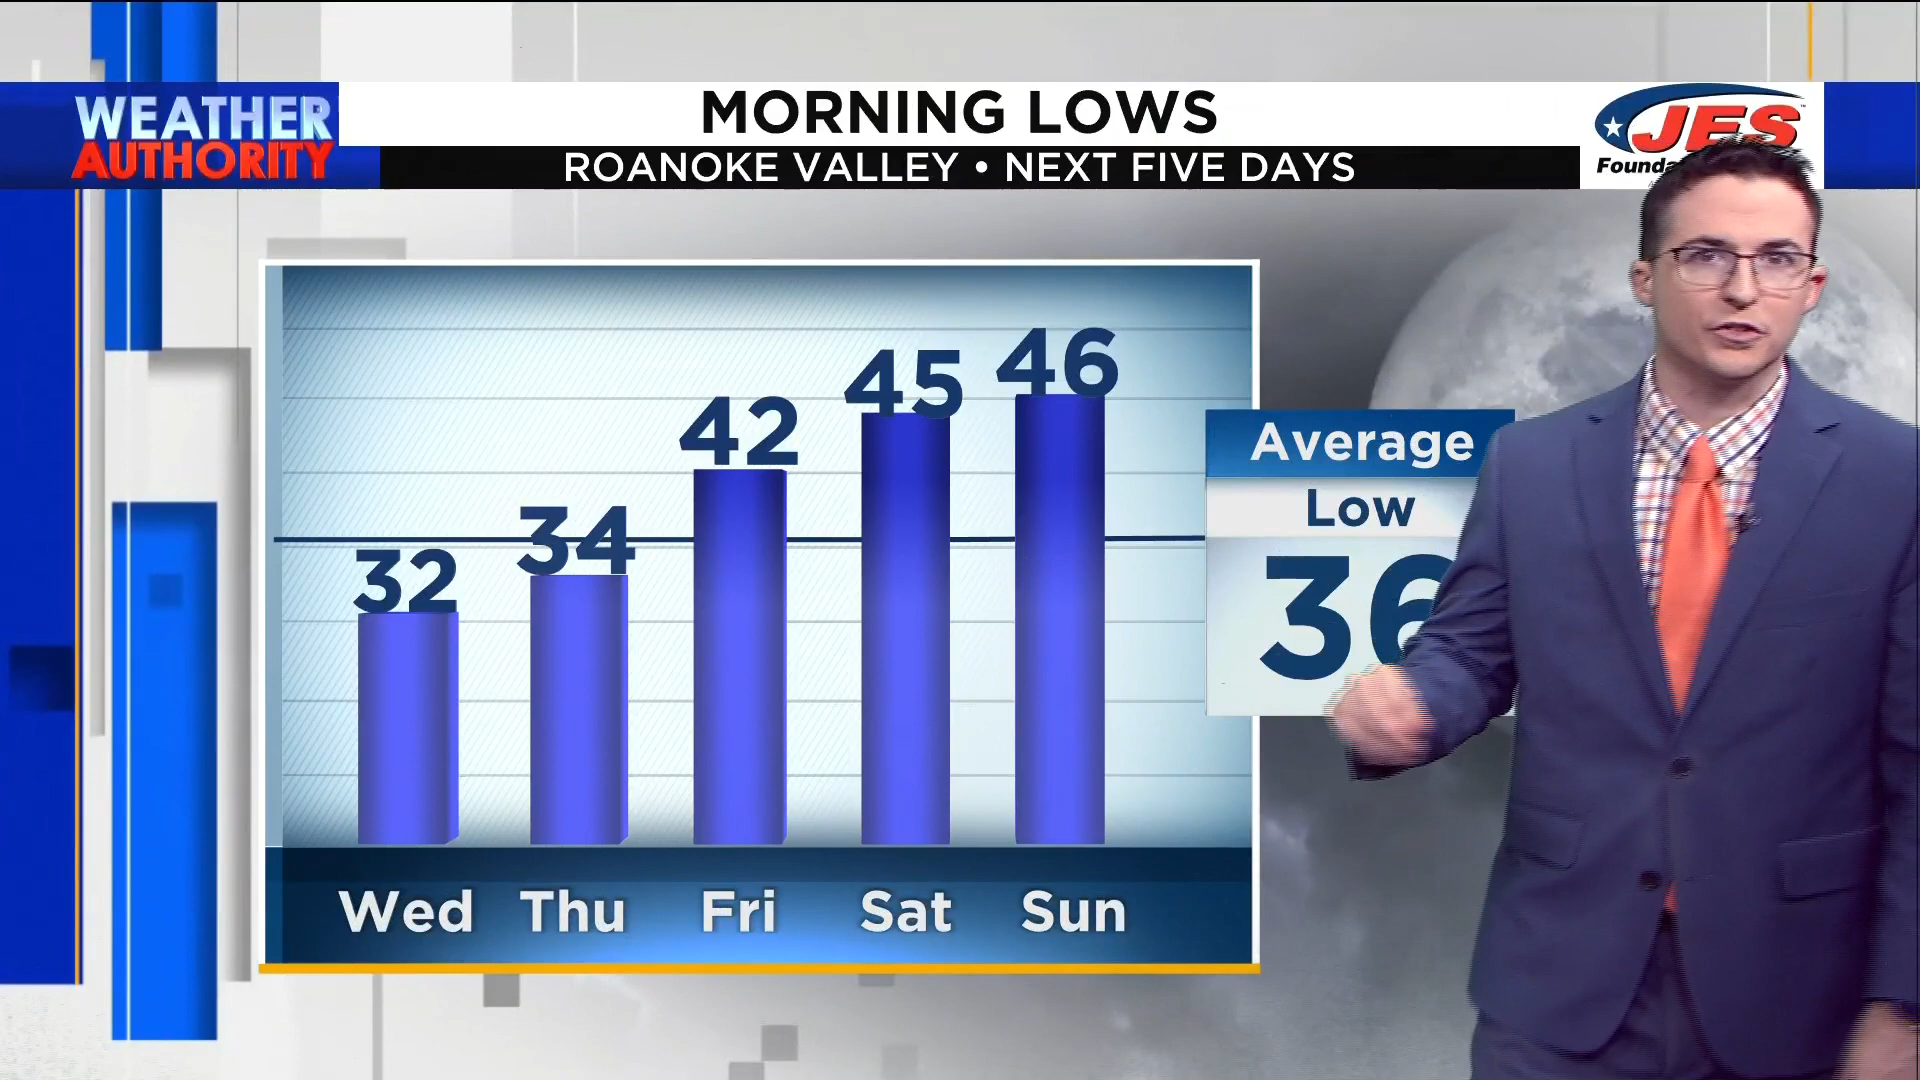 WEATHER
AUTHORITY
MORNING LOWS
ROANOKE VALLEY • NEXT FIVE DAYS
JES
32
34
42
45
46
Average
Low
36
Wed Thu Fri Sat Sun